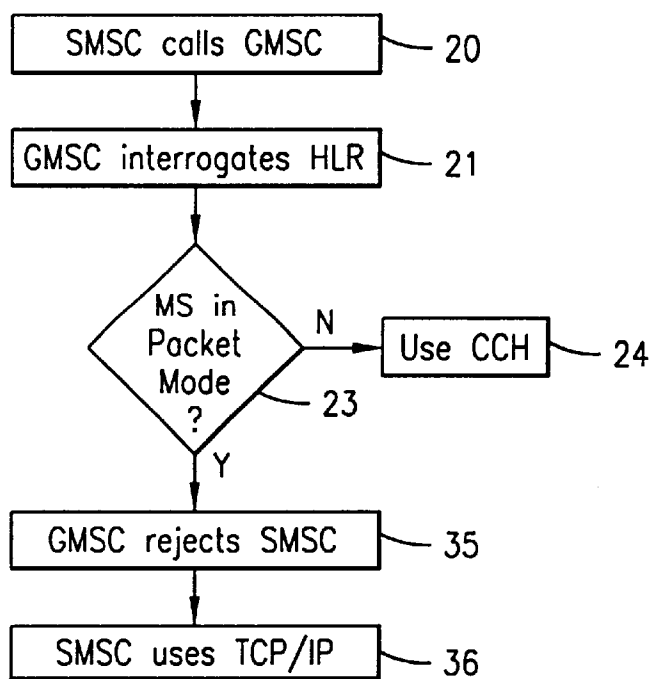 SMSC calls GMSC
20
GMSC interrogates HLR
21
MS in
Packet
Mode
?
23
N
Use CCH
24
Y
GMSC rejects SMSC
35
SMSC uses TCP/IP
36